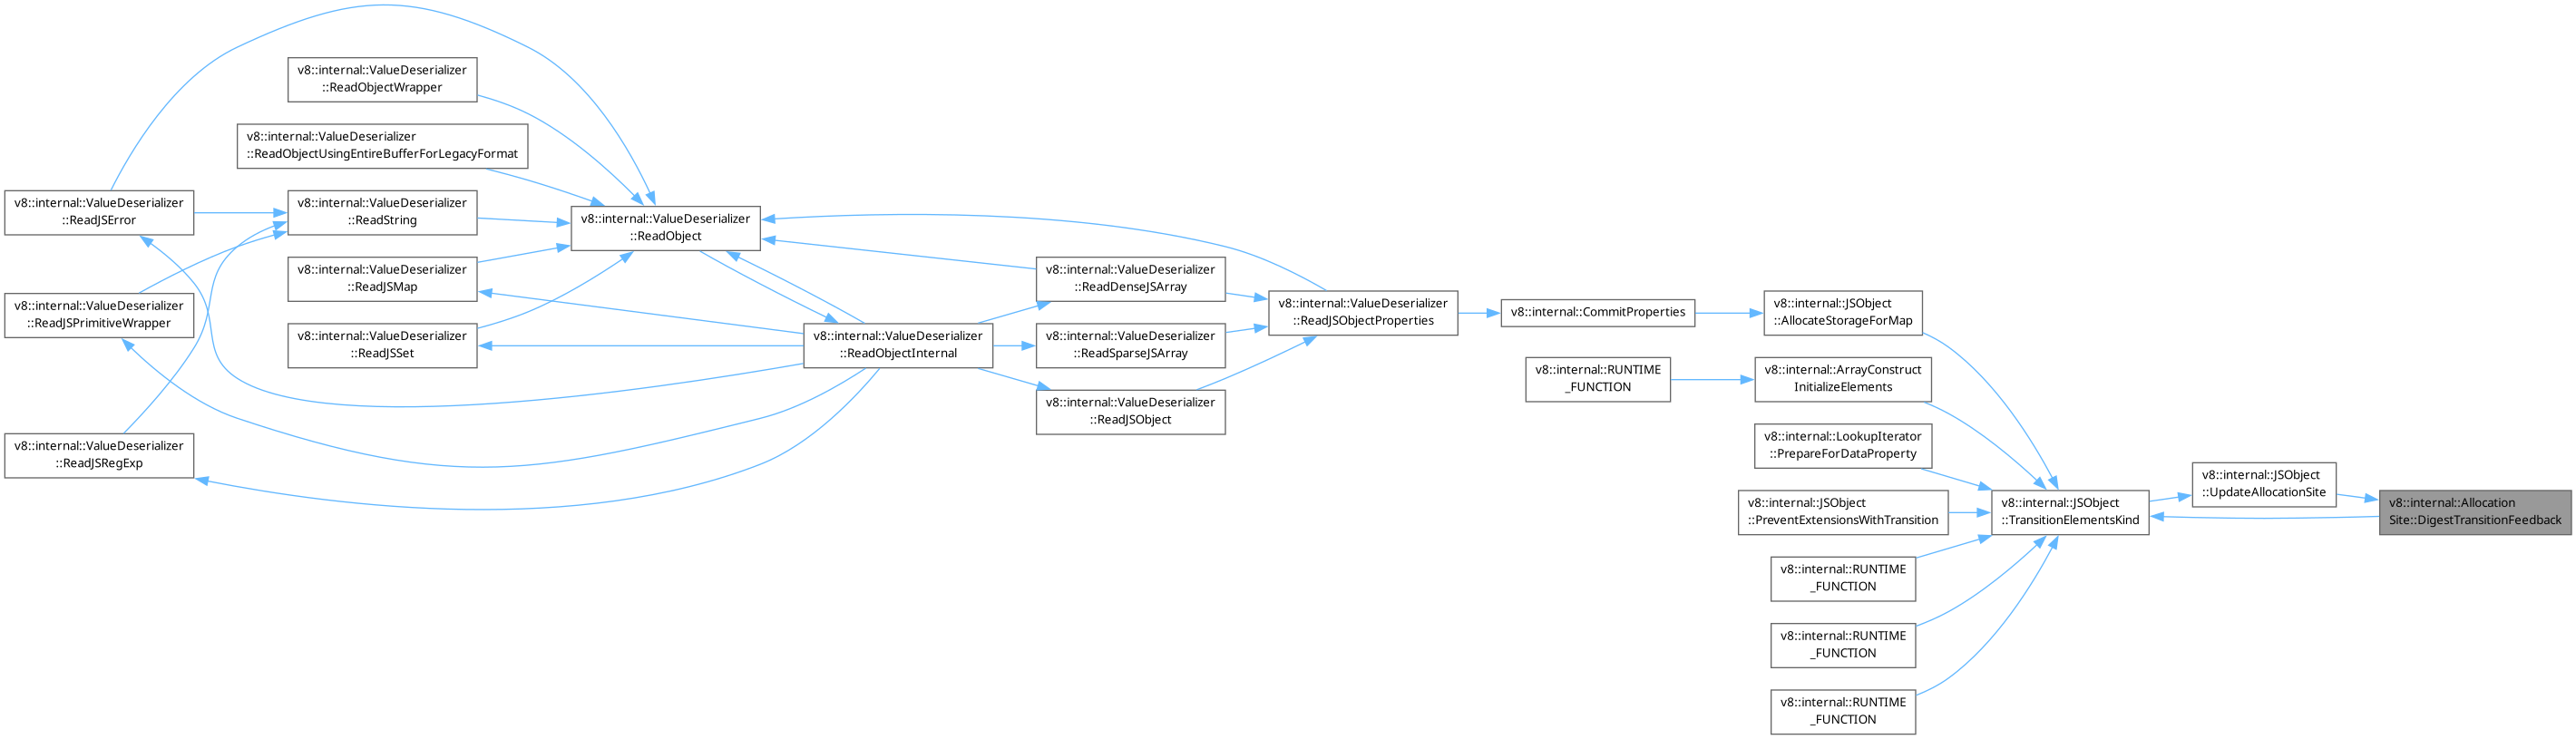 v8::internal::ValueDeserializer
::ReadJSError
v8::internal::ValueDeserializer
::ReadJSPrimitiveWrapper
v8::internal::ValueDeserializer
::ReadJSRegExp
v8::internal::ValueDeserializer
::ReadObjectWrapper
v8::internal::ValueDeserializer
::ReadObjectUsingEntireBufferForLegacyFormat
v8::internal::ValueDeserializer
::ReadString
v8::internal::ValueDeserializer
::ReadJSMap
v8::internal::ValueDeserializer
::ReadJSSet
v8::internal::ValueDeserializer
::ReadObject
v8::internal::ValueDeserializer
::ReadObjectInternal
v8::internal::ValueDeserializer
::ReadDenseJSArray
v8::internal::ValueDeserializer
::ReadSparseJSArray
v8::internal::ValueDeserializer
::ReadJSObject
v8::internal::ValueDeserializer
::ReadJSObjectProperties
v8::internal::CommitProperties
v8::internal::RUNTIME
_FUNCTION
v8::internal::JSObject
::AllocateStorageForMap
v8::internal::ArrayConstruct
InitializeElements
v8::internal::LookupIterator
::PrepareForDataProperty
v8::internal::JSObject
::PreventExtensionsWithTransition
v8::internal::RUNTIME
_FUNCTION
v8::internal::RUNTIME
_FUNCTION
v8::internal::RUNTIME
_FUNCTION
v8::internal::JSObject
::TransitionElementsKind
v8::internal::JSObject
::UpdateAllocationSite
v8::internal::Allocation
Site::DigestTransitionFeedback